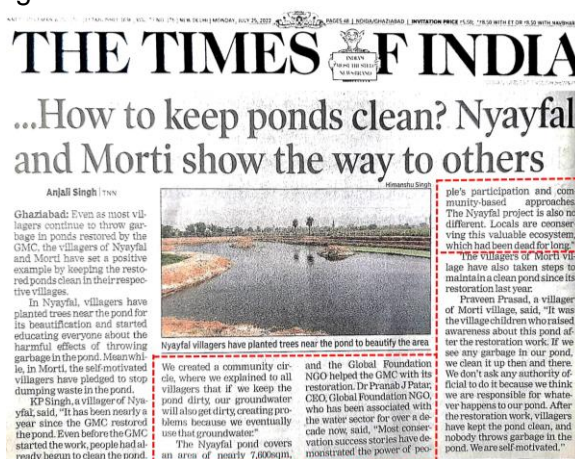 THE TIMES OF INDIA
INDIA'S
NEWSBRAND
NEW DELHI | MONDAY, JULY 25, 2022
PAGES 48 | NOIDA/GHAZIABAD | INVITATION PRICE
...How to keep ponds clean? Nyayfal
and Morti show the way to others
Anjali Singh | TNN
Ghaziabad: Even as most vil-
lagers continue to throw gar-
bage in ponds restored by the
GMC, the villagers of Nyayfal
and Morti have set a positive
example by keeping the resto-
red ponds clean in their respec-
tive villages.
In Nyayfal, villagers have
planted trees near the pond for
its beautification and started
educating everyone about the
harmful effects of throwing
garbage in the pond. Meanwhi-
le, in Morti, the self-motivated
villagers have pledged to stop
dumping waste in the pond.
KP Singh, a villager of Nya-
yfal, said, "It has been nearly a
year since the GMC restored
the pond. Even before the GMC
started the work, people had al-
ready begun to clean the pond.
Himanshu Singh
Nyayfal villagers have planted trees near the pond to beautify the area
We created a community cir-
cle, where we explained to all
villagers that if we keep the
pond dirty, our groundwater
will also get dirty, creating pro-
blems because we eventually
use that groundwater."
The Nyayfal pond covers
an area of nearly 7,600sqm,
and the Global Foundation
NGO helped the GMC with its
restoration. Dr Pranab J Patar,
CEO, Global Foundation NGO,
who has been associated with
the water sector for over a de-
cade now, said, "Most conser-
vation success stories have de-
monstrated the power of peo-
ple's participation and com
munity-based approaches
The Nyayfal project is also no
different. Locals are conser
ving this valuable ecosystem,
which had been dead for long."
The villagers of Morti vil-
lage have also taken steps to
maintain a clean pond since its
restoration last year.
Praveen Prasad, a villager
of Morti village, said, "It was
the village children who raised
awareness about this pond af-
ter the restoration work. If we
see any garbage in our pond,
we clean it up then and there.
We don't ask any authority of-
ficial to do it because we think
we are responsible for whate-
ver happens to our pond. After
the restoration work, villagers
have kept the pond clean, and
nobody throws garbage in the
pond. We are self-motivated."